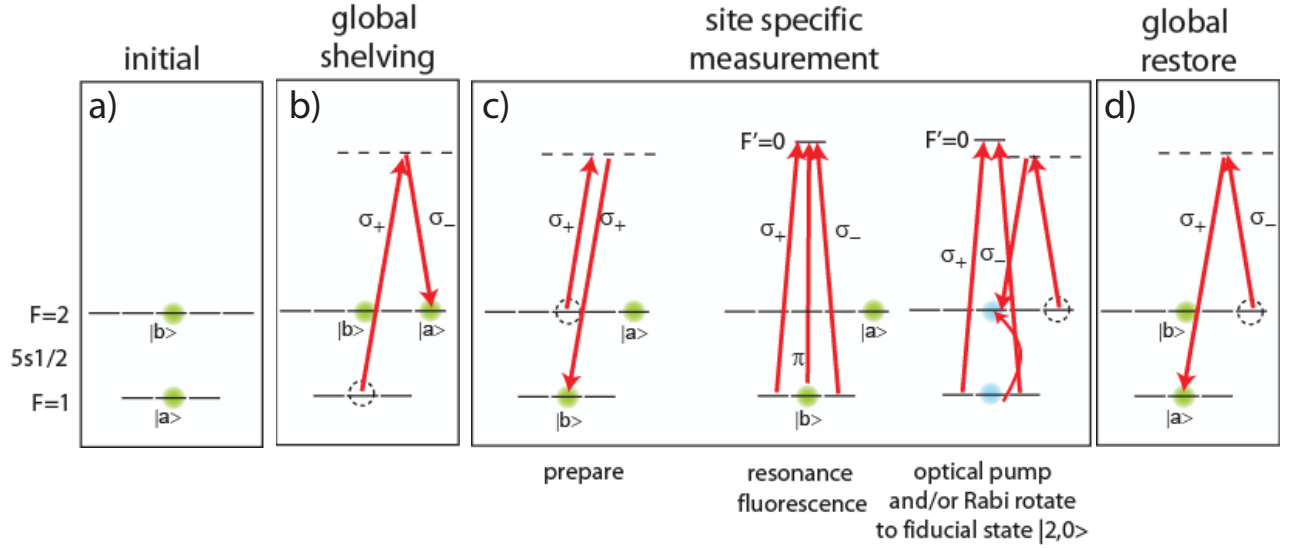 initial
global
shelving
site specific
measurement
global
restore
a)
b)
c)
d)
F=2
5s1/2
F=1
|b>
|a>
σ+
σ-
|b>
|a>
σ+
σ+
|a>
|b>
prepare
F'=0
σ+
σ-
π
|a>
|b>
resonance
fluorescence
F'=0
σ+
σ-
optical pump
and/or Rabi rotate
to fiducial state |2,0>
σ+
σ-
|b>
|a>